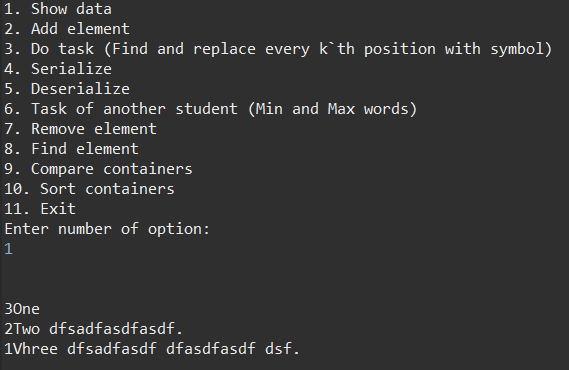 1. Show data
2. Add element
3. Do task (Find and replace every k`th position with symbol)
4. Serialize
5. Deserialize
6. Task of another student (Min and Max words)
7. Remove element
8. Find element
9. Compare containers
10. Sort containers
11. Exit
Enter number of option:
1
3One
2Two dfsadfasdfasdf.
1Vhree dfsadfasdf dfasdfasdf dsf.